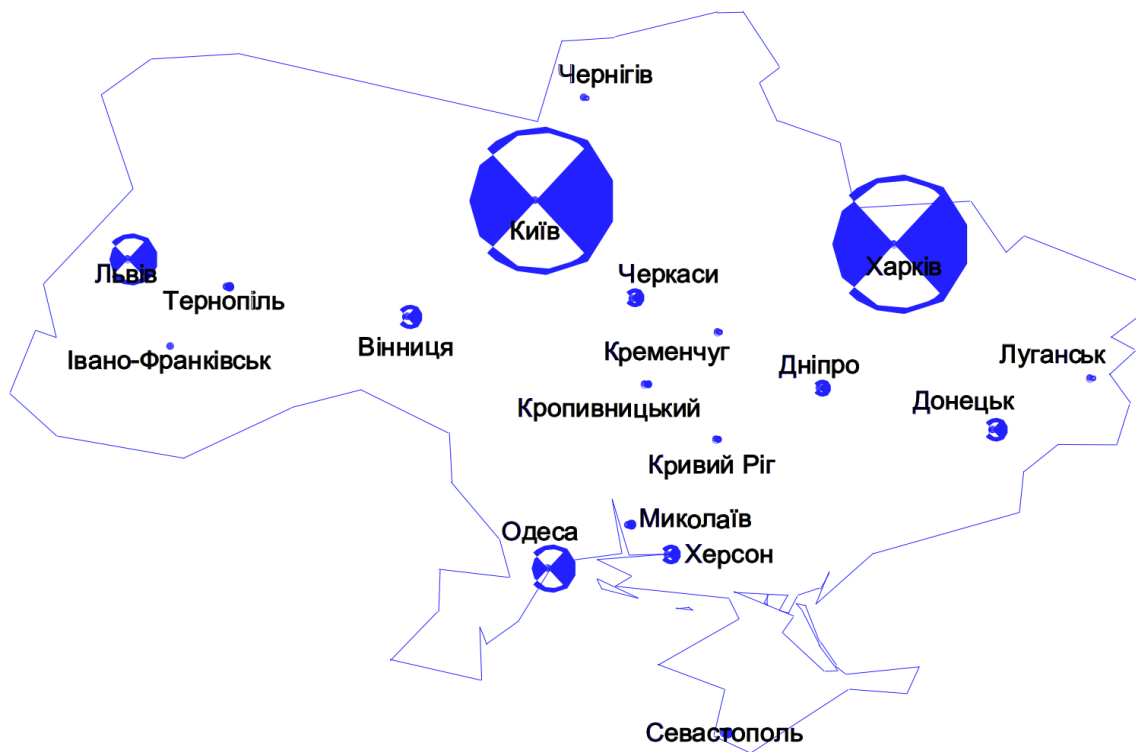 Чернігів
Київ
Харків
Львів
Тернопіль
Черкаси
Вінниця
Кременчуг
Івано-Франківськ
Луганськ
Дніпро
Донецьк
Кропивницький
Кривий Ріг
Миколаїв
Одеса
Херсон
Севастополь